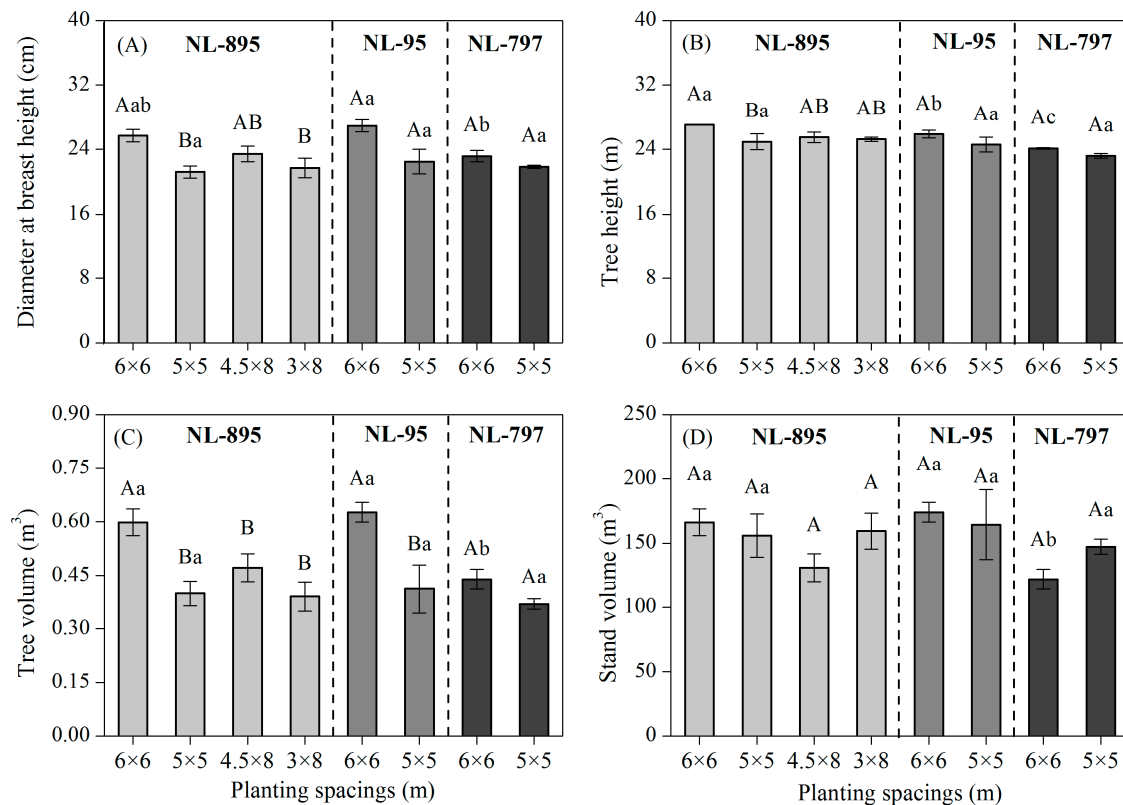 (A) NL-895 NL-95 NL-797
Diameter at breast height (cm)
40
32
24
16
8
0
Aab Ba AB B Aa Aa Ab Aa
6×6 5×5 4.5×8 3×8 6×6 5×5 6×6 5×5
(B) NL-895 NL-95 NL-797
Tree height (m)
40
32
24
16
8
0
Aa Ba AB AB Ab Aa Ac Aa
6×6 5×5 4.5×8 3×8 6×6 5×5 6×6 5×5
(C) NL-895 NL-95 NL-797
Tree volume (m³)
0.90
0.75
0.60
0.45
0.30
0.15
0.00
Aa Ba B B Aa Ba Ab Aa
6×6 5×5 4.5×8 3×8 6×6 5×5 6×6 5×5
Planting spacings (m)
(D) NL-895 NL-95 NL-797
Stand volume (m³)
250
200
150
100
50
0
Aa Aa A A Aa Aa Ab Aa
6×6 5×5 4.5×8 3×8 6×6 5×5 6×6 5×5
Planting spacings (m)